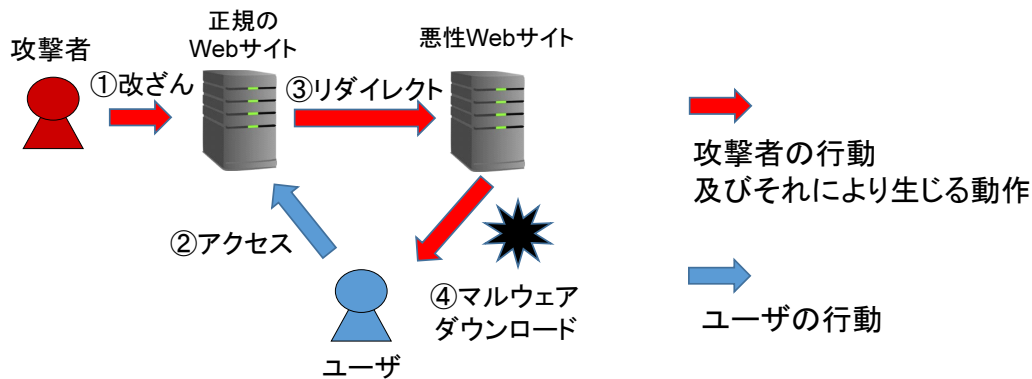 正規の
Webサイト
悪性Webサイト
攻撃者
①改ざん
③リダイレクト
攻撃者の行動
及びそれにより生じる動作
②アクセス
④マルウェア
ダウンロード
ユーザの行動
ユーザ